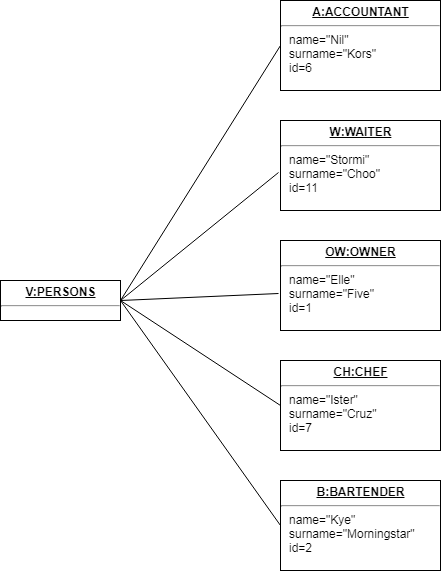 A:ACCOUNTANT
name="Nil"
surname="Kors"
id=6
W:WAITER
name="Stormi"
surname="Choo"
id=11
OW:OWNER
name="Elle"
surname="Five"
id=1
V:PERSONS
CH:CHEF
name="Ister"
surname="Cruz"
id=7
B:BARTENDER
name="Kye"
surname="Morningstar"
id=2